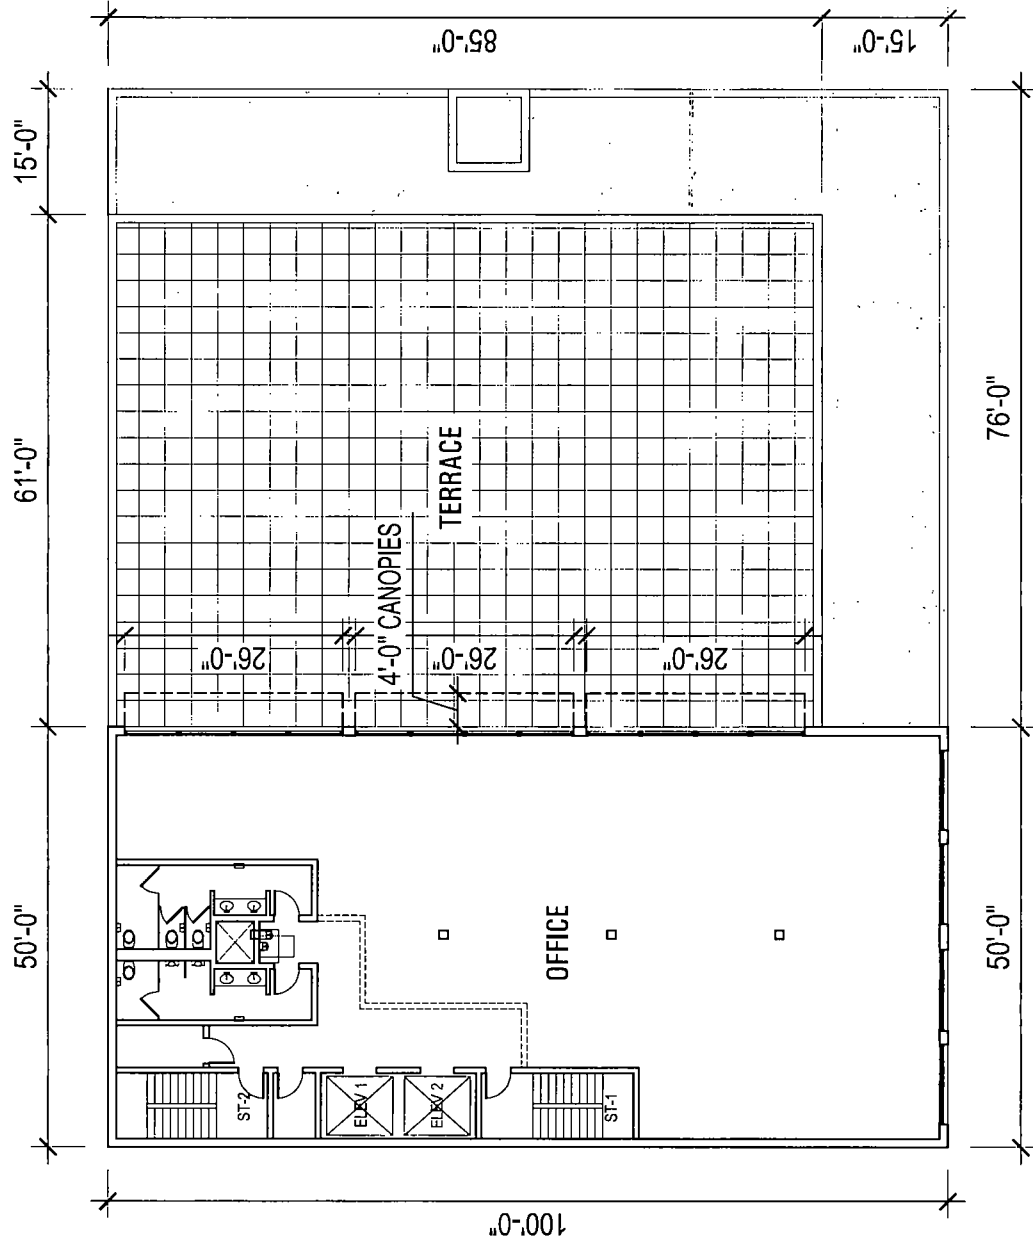 85'-0"
15'-0"
15'-0"
61'-0"
50'-0"
76'-0"
50'-0"
100'-0"
TERRACE
4'-0" CANOPIES
26'-0"
26'-0"
26'-0"
OFFICE
ST-2
ELEV 1
ELEV 2
ST-1